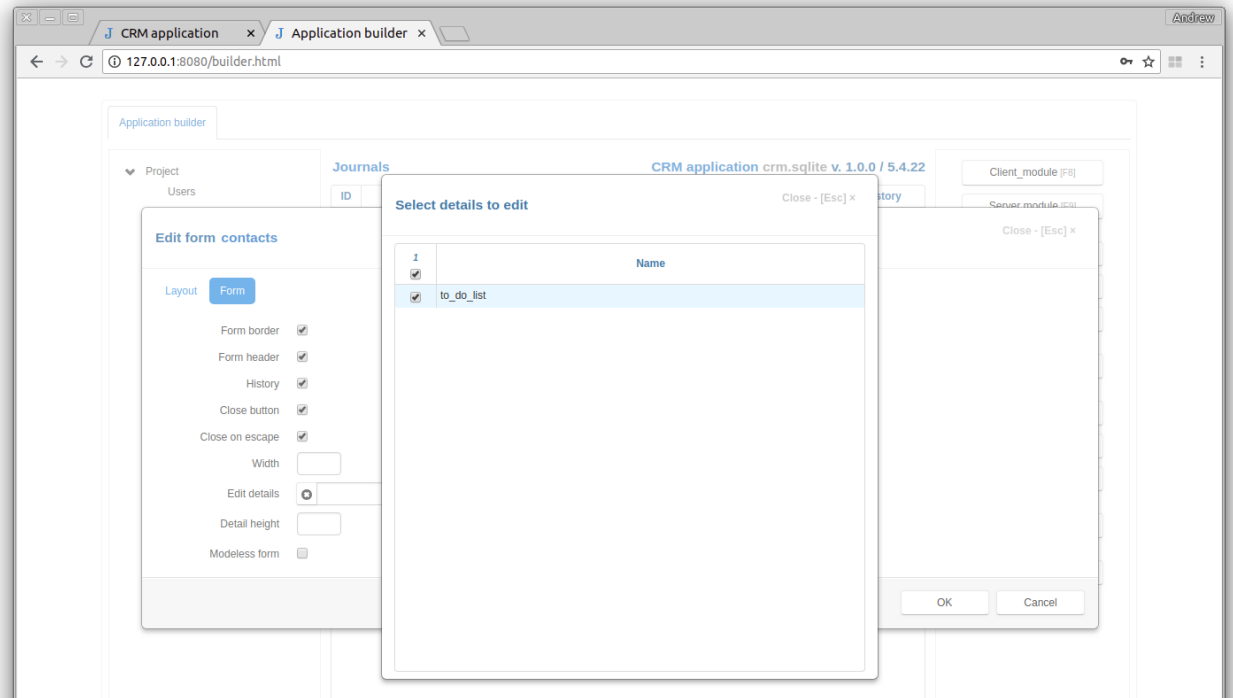 Andrew
CRM application × Application builder ×
127.0.0.1:8080/builder.html
Application builder
Project
Users
Journals CRM application crm.sqlite v. 1.0.0 / 5.4.22
ID
Client_module [F8]
Server module [F9]
Select details to edit Close - [Esc] ×
1 Name
to_do_list
Edit form contacts Close - [Esc] ×
Layout Form
Form border
Form header
History
Close button
Close on escape
Width
Edit details
Detail height
Modeless form
OK Cancel